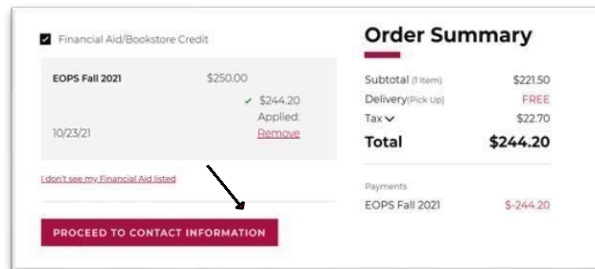 Financial Aid/Bookstore Credit
EOPS Fall 2021 $250.00
✓ $244.20
Applied:
10/23/21 Remove
I don't see my Financial Aid listed
PROCEED TO CONTACT INFORMATION
Order Summary
Subtotal (1 Item) $221.50
Delivery(Pick Up) FREE
Tax $22.70
Total $244.20
Payments
EOPS Fall 2021 $-244.20